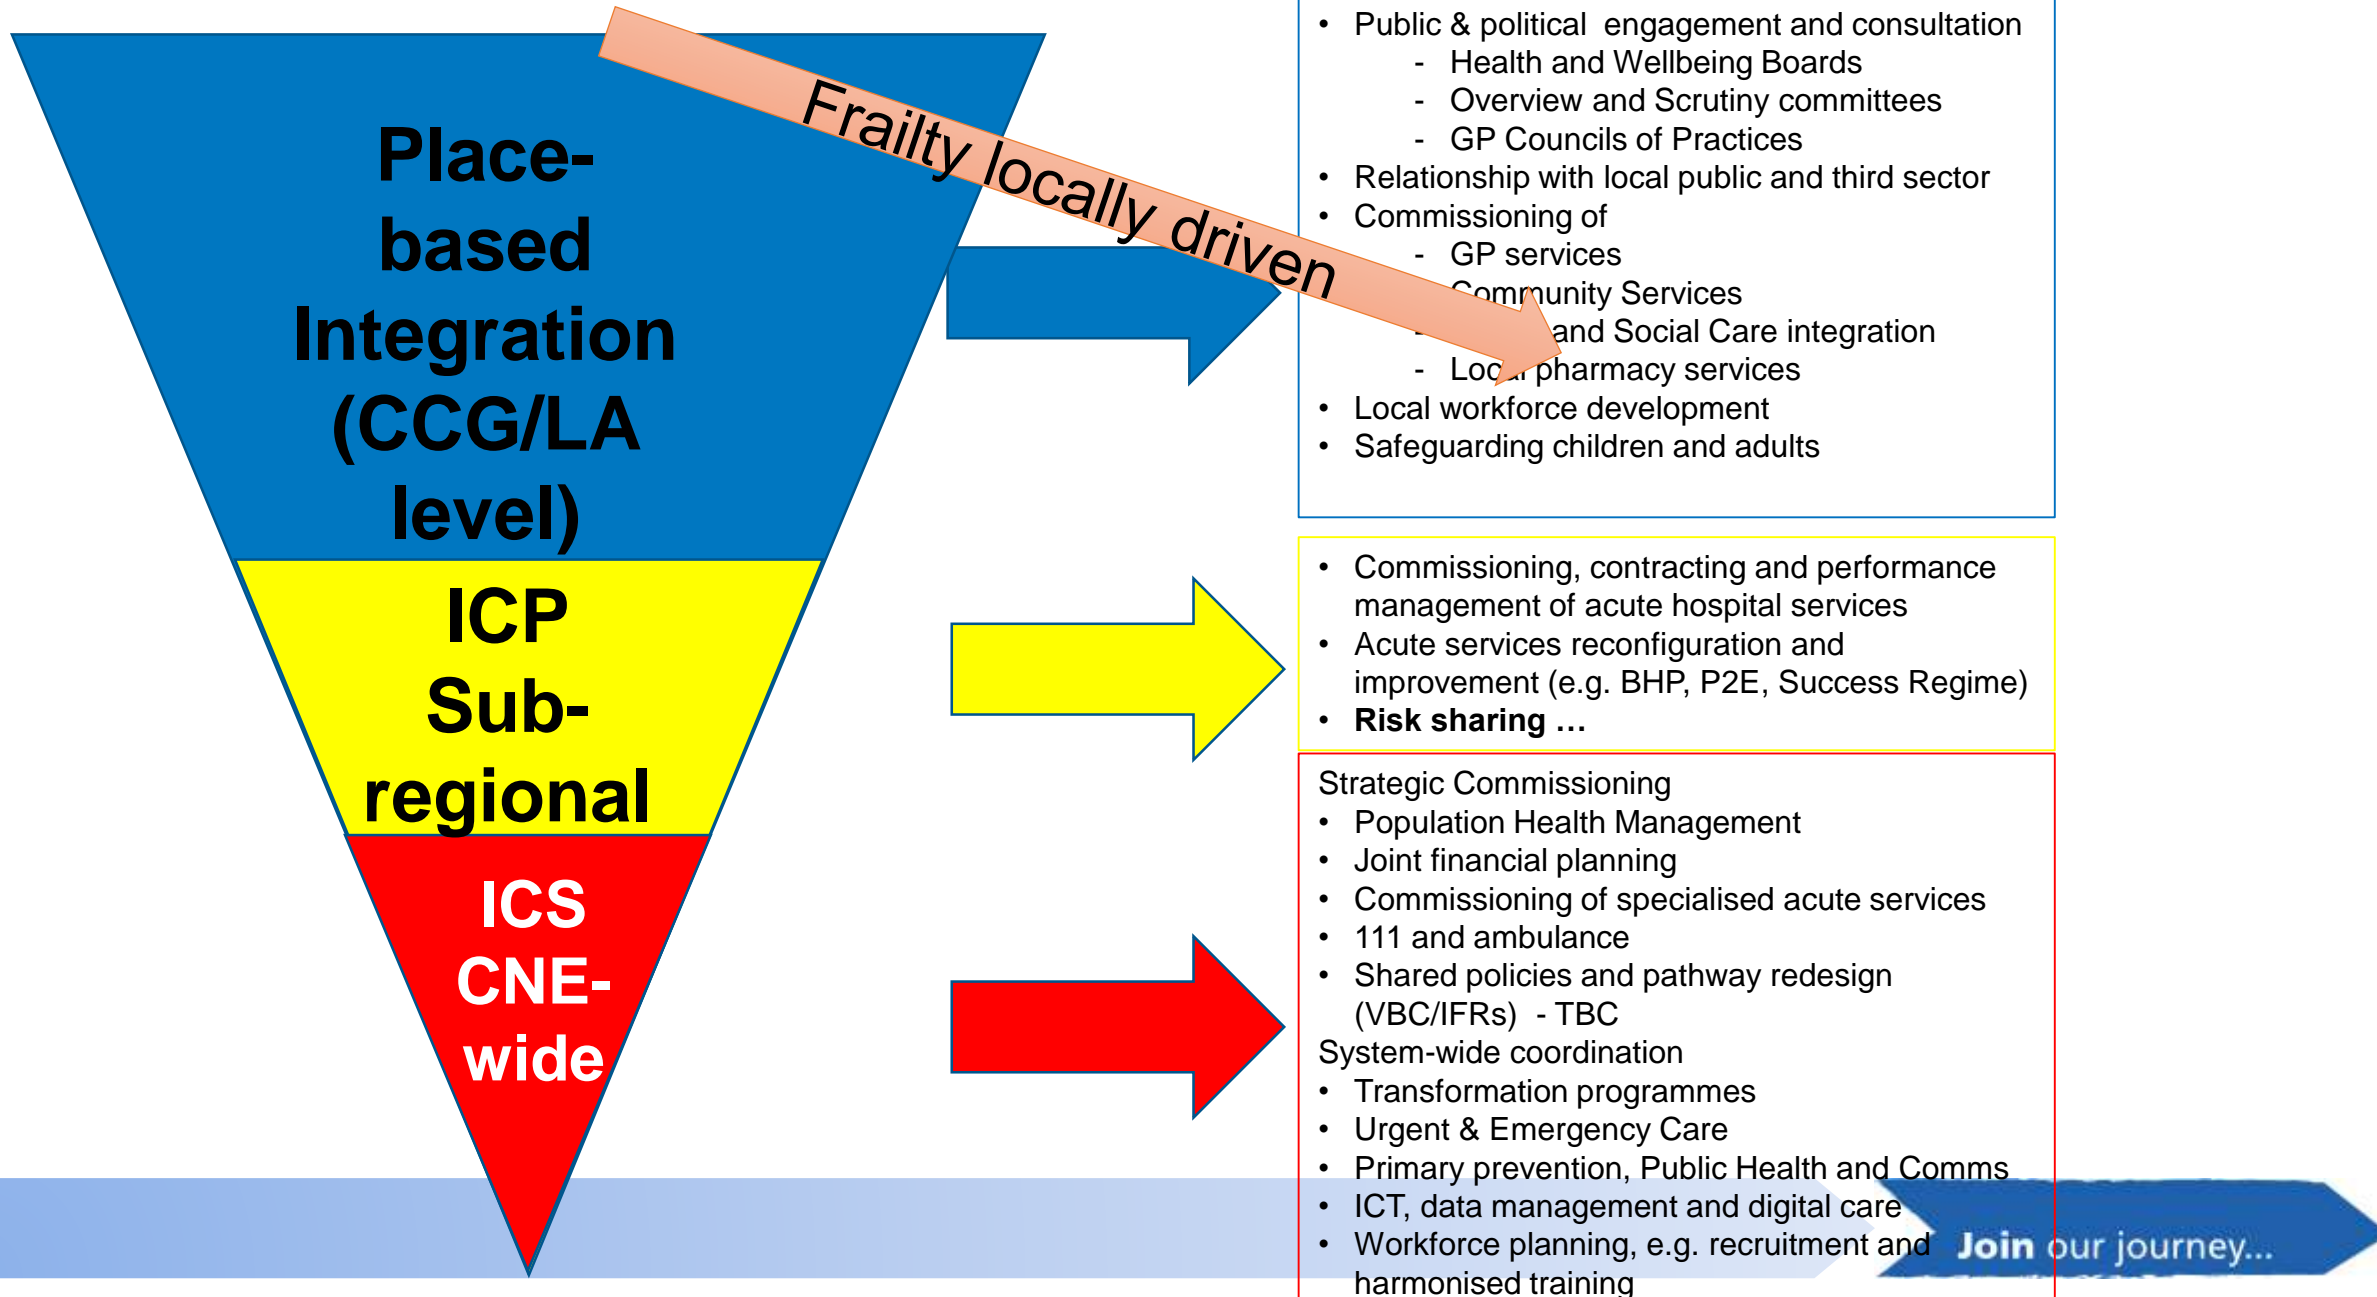 Place-
based
Integration
(CCG/LA
level)
ICP
Sub-
regional
ICS
CNE-
wide
Frailty locally driven
• Public & political engagement and consultation
- Health and Wellbeing Boards
- Overview and Scrutiny committees
- GP Councils of Practices
• Relationship with local public and third sector
• Commissioning of
- GP services
Community Services
- and Social Care integration
- Local pharmacy services
• Local workforce development
• Safeguarding children and adults
• Commissioning, contracting and performance
management of acute hospital services
• Acute services reconfiguration and
improvement (e.g. BHP, P2E, Success Regime)
• Risk sharing …
Strategic Commissioning
• Population Health Management
• Joint financial planning
• Commissioning of specialised acute services
• 111 and ambulance
• Shared policies and pathway redesign
(VBC/IFRs) - TBC
System-wide coordination
• Transformation programmes
• Urgent & Emergency Care
• Primary prevention, Public Health and Comms
• ICT, data management and digital care
• Workforce planning, e.g. recruitment and
harmonised training
Join our journey...